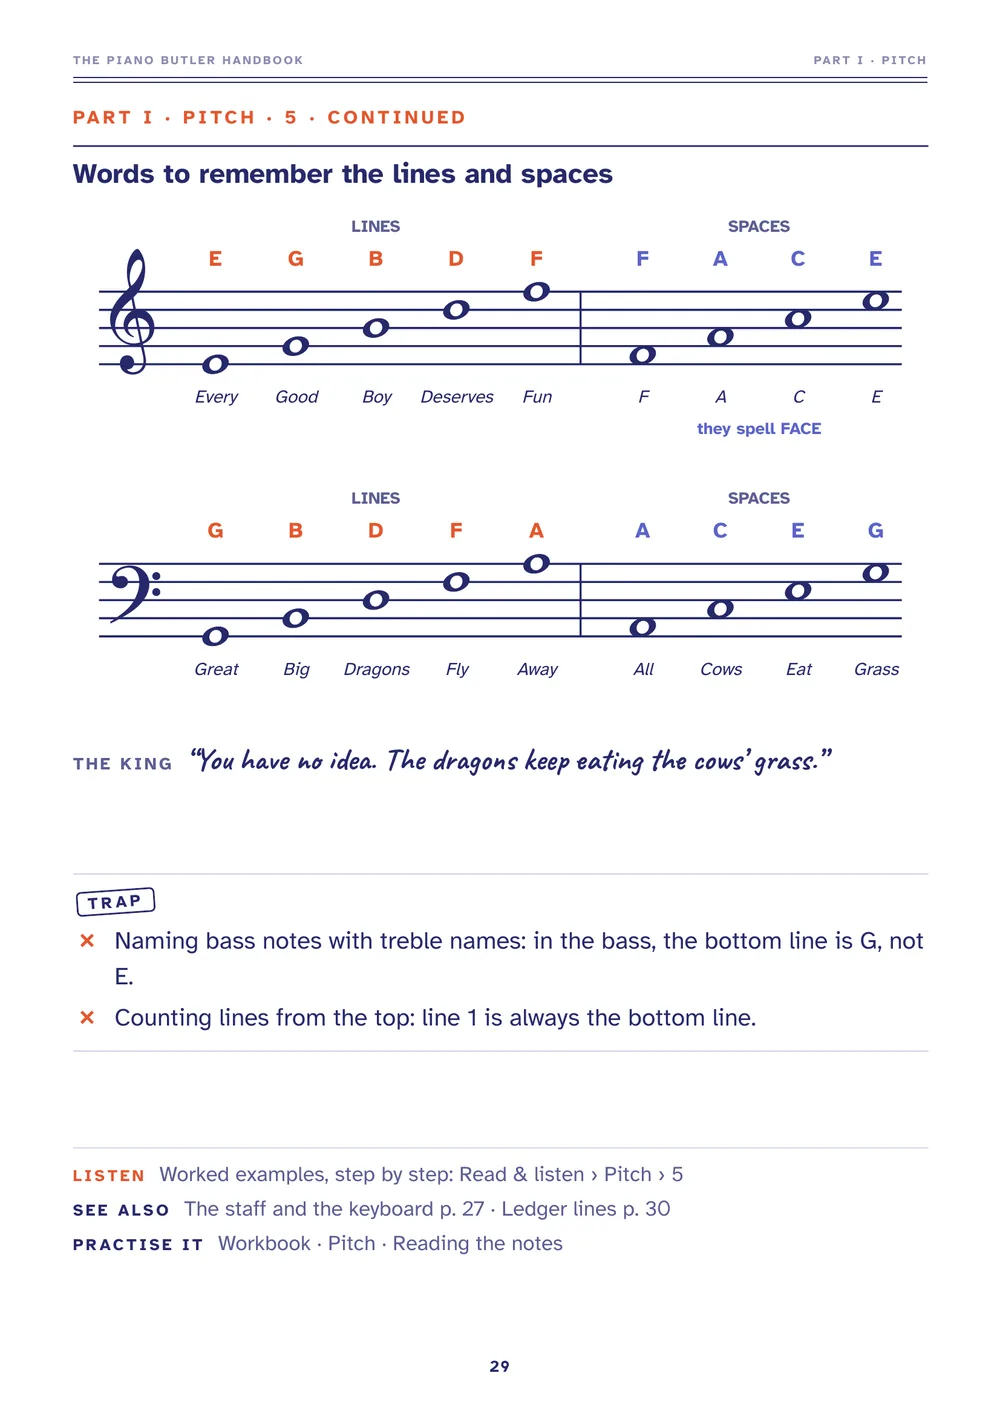 THE PIANO BUTLER HANDBOOK
PART I · PITCH
PART I · PITCH · 5 · CONTINUED
Words to remember the lines and spaces
LINES SPACES
E G B D F F A C E
Every Good Boy Deserves Fun F A C E
they spell FACE
LINES SPACES
G B D F A A C E G
Great Big Dragons Fly Away All Cows Eat Grass
THE KING “You have no idea. The dragons keep eating the cows’ grass.”
TRAP
× Naming bass notes with treble names: in the bass, the bottom line is G, not
E.
× Counting lines from the top: line 1 is always the bottom line.
LISTEN Worked examples, step by step: Read & listen › Pitch › 5
SEE ALSO The staff and the keyboard p. 27 · Ledger lines p. 30
PRACTISE IT Workbook · Pitch · Reading the notes
29